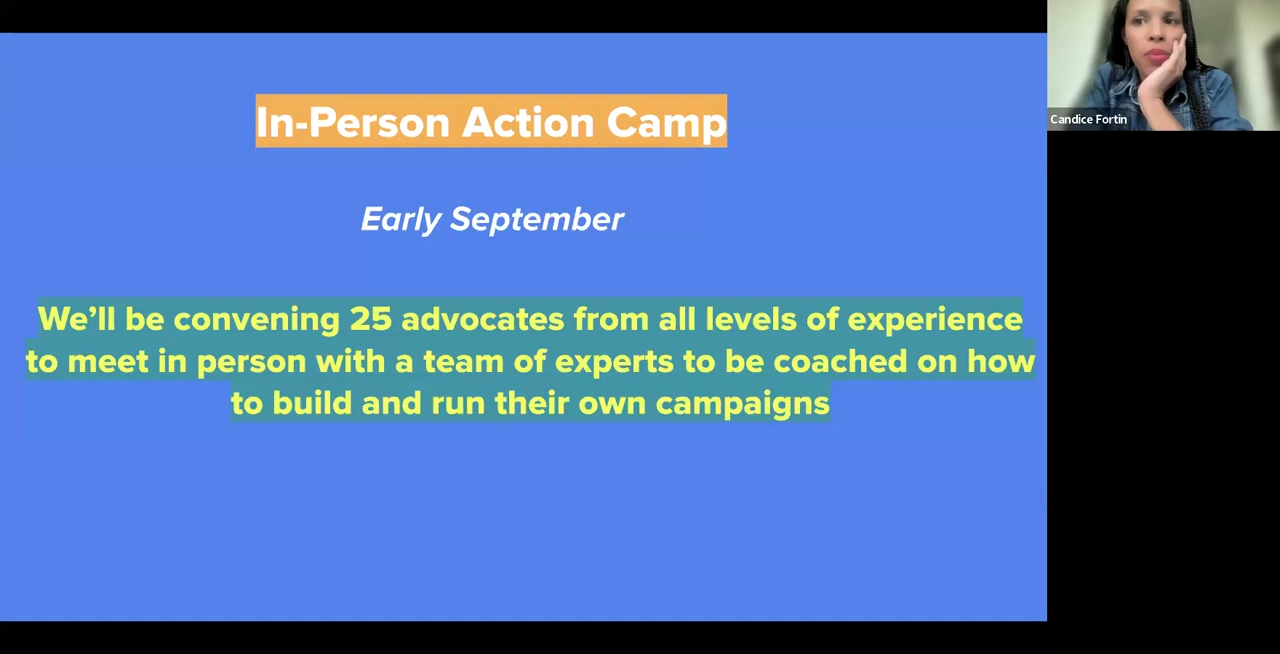 In-Person Action Camp
Early September
We’ll be convening 25 advocates from all levels of experience
to meet in person with a team of experts to be coached on how
to build and run their own campaigns
Candice Fortin